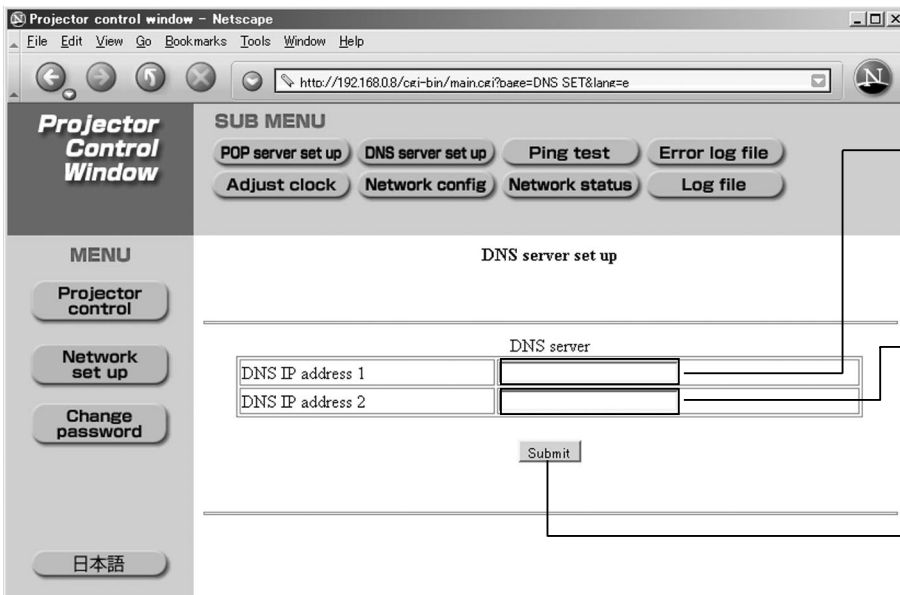 Projector control window - Netscape
File Edit View Go Bookmarks Tools Window Help
http://192.168.0.8/cgi-bin/main.cgi?page=DNS SET&lang=e
N
Projector
Control
Window
SUB MENU
POP server set up DNS server set up Ping test Error log file
Adjust clock Network config Network status Log file
MENU
Projector
control
Network
set up
Change
password
日本語
DNS server set up
DNS server
DNS IP address 1
DNS IP address 2
Submit